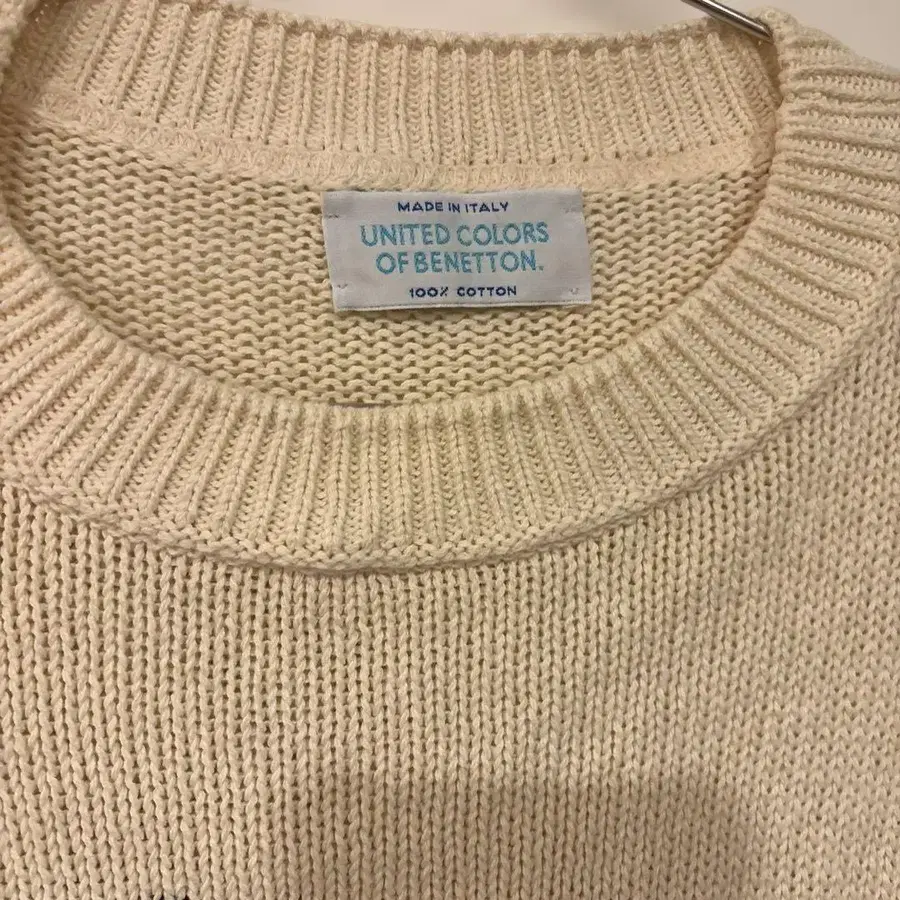 MADE IN ITALY
UNITED COLORS
OF BENETTON.
100% COTTON